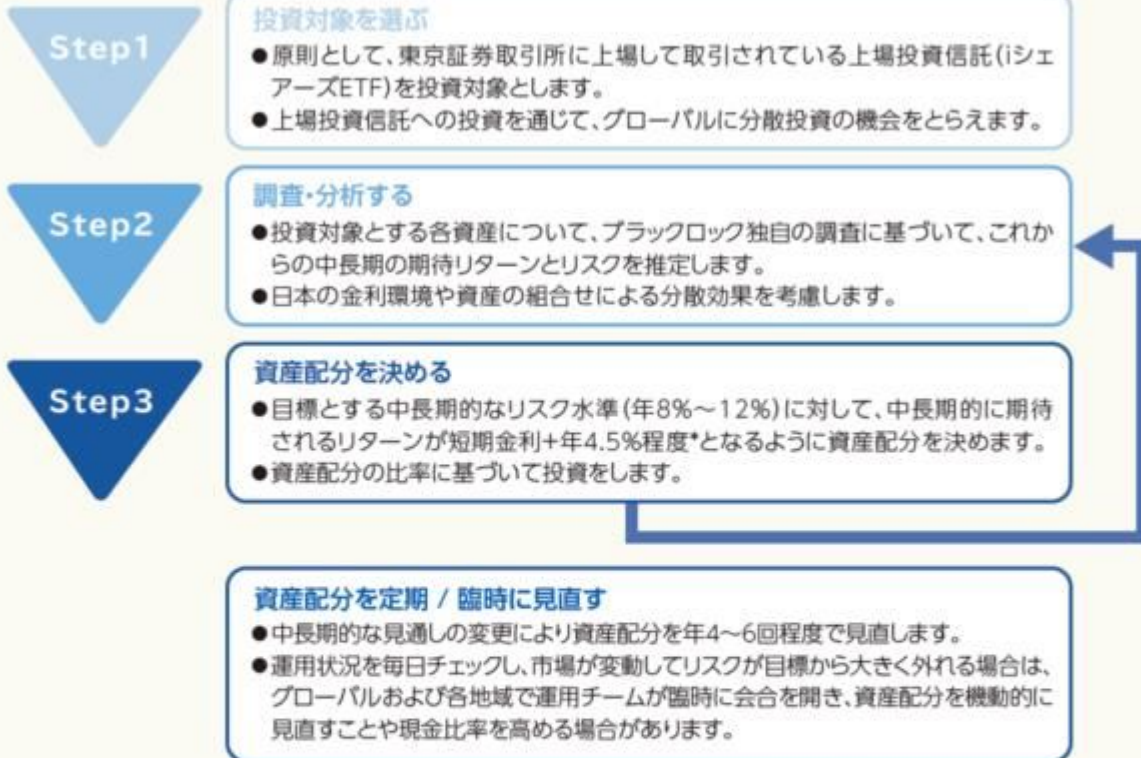 Step1
投資対象を選ぶ
●原則として、東京証券取引所に上場して取引されている上場投資信託(iシェ
アーズETF)を投資対象とします。
●上場投資信託への投資を通じて、グローバルに分散投資の機会をとらえます。
Step2
調査・分析する
●投資対象とする各資産について、ブラックロック独自の調査に基づいて、これか
らの中長期の期待リターンとリスクを推定します。
●日本の金利環境や資産の組合せによる分散効果を考慮します。
Step3
資産配分を決める
●目標とする中長期的なリスク水準(年8%～12%)に対して、中長期的に期待
されるリターンが短期金利+年4.5%程度*となるように資産配分を決めます。
●資産配分の比率に基づいて投資をします。
資産配分を定期 / 臨時に見直す
●中長期的な見通しの変更により資産配分を年4～6回程度で見直します。
●運用状況を毎日チェックし、市場が変動してリスクが目標から大きく外れる場合は、
グローバルおよび各地域で運用チームが臨時に会合を開き、資産配分を機動的に
見直すことや現金比率を高める場合があります。